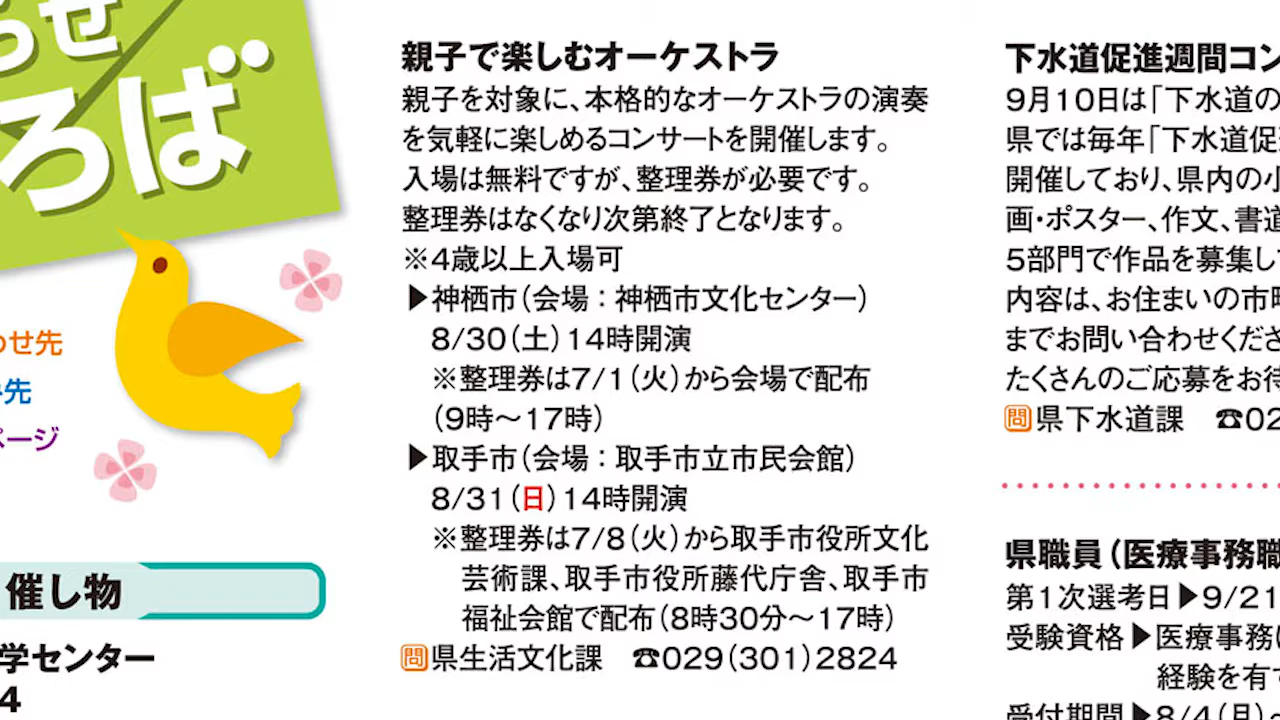 わせ
ろば
わせ先
先
ページ
催し物
学センター
4
親子で楽しむオーケストラ
親子を対象に、本格的なオーケストラの演奏
を気軽に楽しめるコンサートを開催します。
入場は無料ですが、整理券が必要です。
整理券はなくなり次第終了となります。
※4歳以上入場可
▶神栖市（会場：神栖市文化センター）
8/30（土）14時開演
※整理券は7/1（火）から会場で配布
（9時～17時）
▶取手市（会場：取手市立市民会館）
8/31（日）14時開演
※整理券は7/8（火）から取手市役所文化
芸術課、取手市役所藤代庁舎、取手市
福祉会館で配布（8時30分～17時）
問県生活文化課 ☎029（301）2824
下水道促進週間コン
9月10日は「下水道の
県では毎年「下水道促進
開催しており、県内の小
画・ポスター、作文、書道
5部門で作品を募集して
内容は、お住まいの市町
までお問い合わせくださ
たくさんのご応募をお待
問県下水道課 ☎02
県職員（医療事務職
第1次選考日▶9/21
受験資格▶医療事務に
経験を有す
受付期間▶8/4（月）～